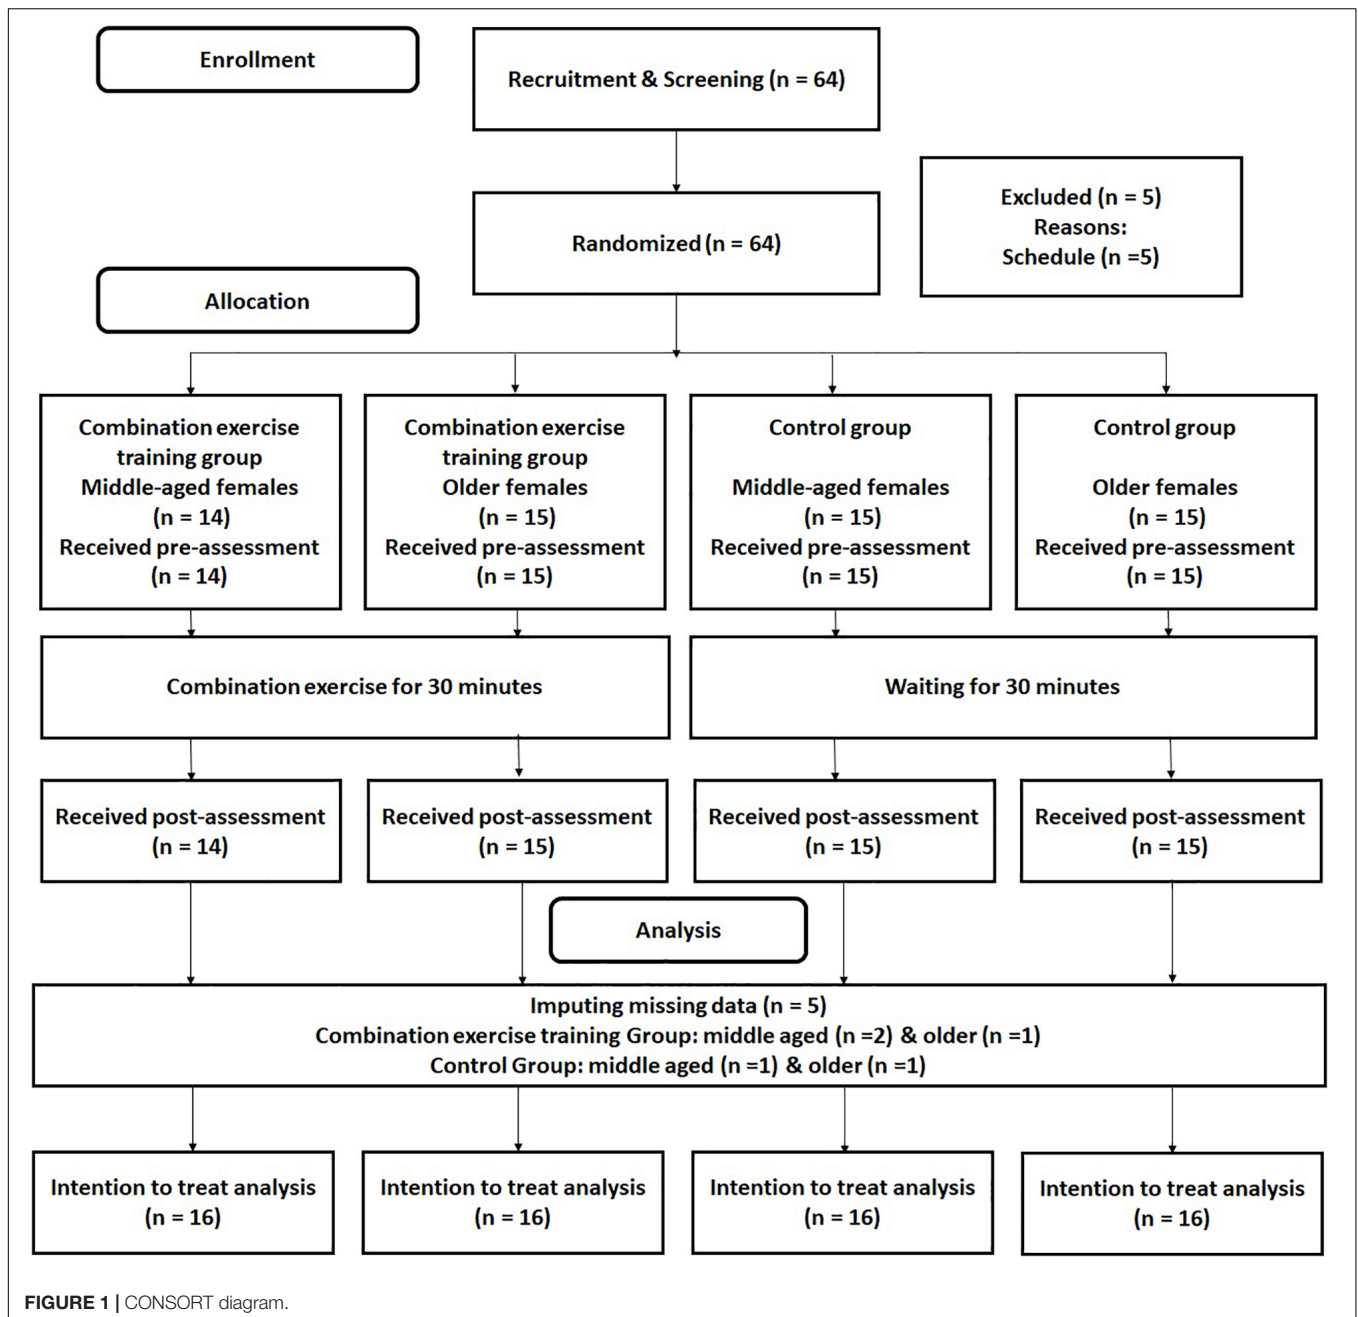 Enrollment
Recruitment & Screening (n = 64)
Excluded (n = 5)
Reasons:
Schedule (n =5)
Randomized (n = 64)
Allocation
Combination exercise
training group
Middle-aged females
(n = 14)
Received pre-assessment
(n = 14)
Combination exercise
training group
Older females
(n = 15)
Received pre-assessment
(n = 15)
Control group
Middle-aged females
(n = 15)
Received pre-assessment
(n = 15)
Control group
Older females
(n = 15)
Received pre-assessment
(n = 15)
Combination exercise for 30 minutes
Waiting for 30 minutes
Received post-assessment
(n = 14)
Received post-assessment
(n = 15)
Received post-assessment
(n = 15)
Received post-assessment
(n = 15)
Analysis
Imputing missing data (n = 5)
Combination exercise training Group: middle aged (n =2) & older (n =1)
Control Group: middle aged (n =1) & older (n =1)
Intention to treat analysis
(n = 16)
Intention to treat analysis
(n = 16)
Intention to treat analysis
(n = 16)
Intention to treat analysis
(n = 16)
FIGURE 1 | CONSORT diagram.